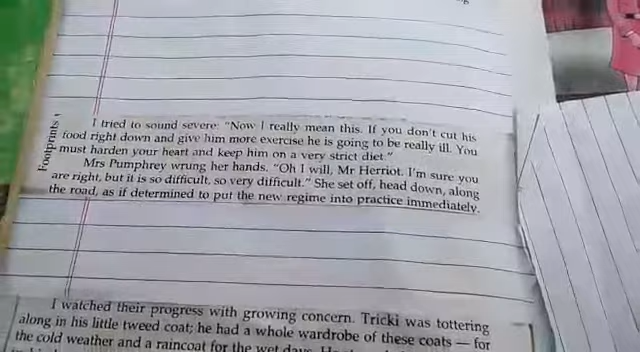 I tried to sound severe: "Now I really mean this. If you don't cut his
food right down and give him more exercise he is going to be really ill. You
must harden your heart and keep him on a very strict diet."
Mrs Pumphrey wrung her hands. "Oh I will, Mr Herriot. I'm sure you
are right, but it is so difficult, so very difficult." She set off, head down, along
the road, as if determined to put the new regime into practice immediately.
I watched their progress with growing concern. Tricki was tottering
along in his little tweed coat; he had a whole wardrobe of these coats — for
the cold weather and a raincoat for the wet days.
Footprints